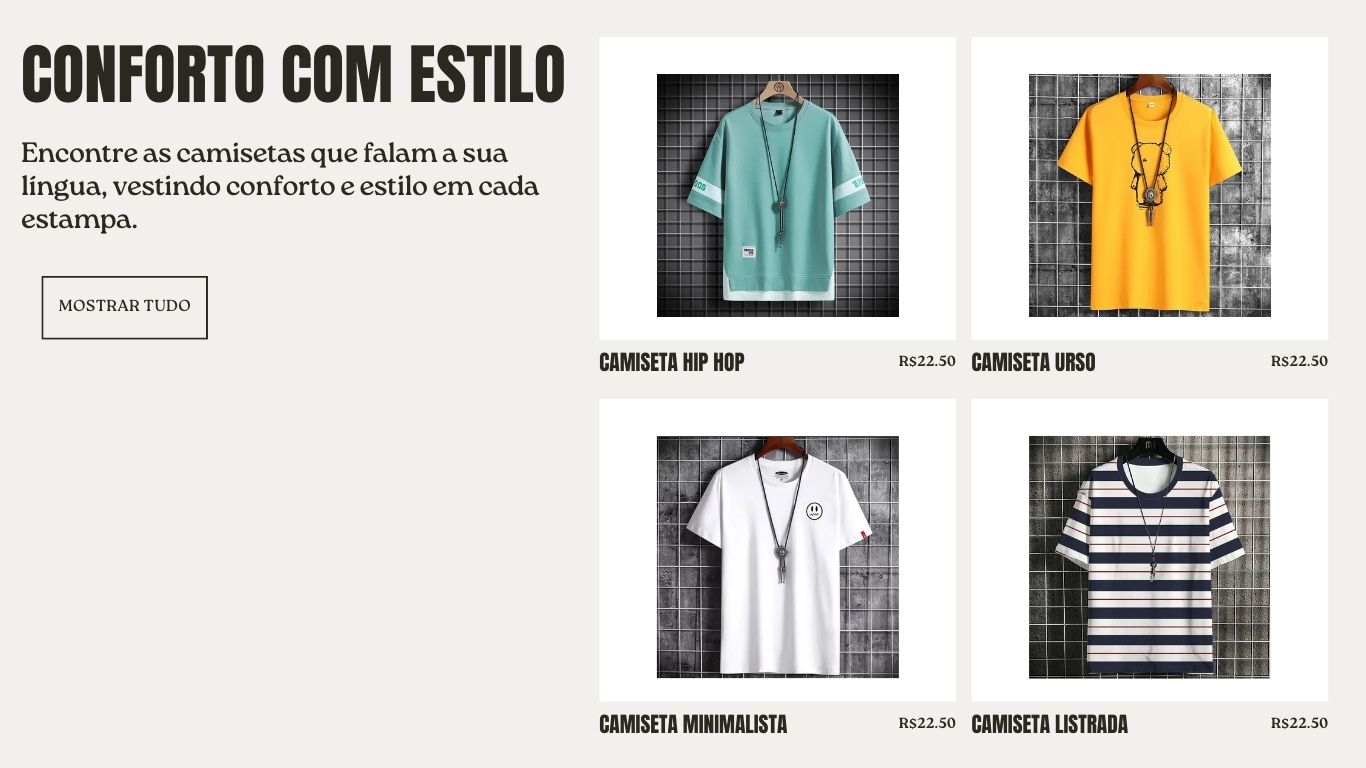 CONFORTO COM ESTILO
Encontre as camisetas que falam a sua
língua, vestindo conforto e estilo em cada
estampa.
MOSTRAR TUDO
CAMISETA HIP HOP
R$22.50
CAMISETA URSO
R$22.50
CAMISETA MINIMALISTA
R$22.50
CAMISETA LISTRADA
R$22.50